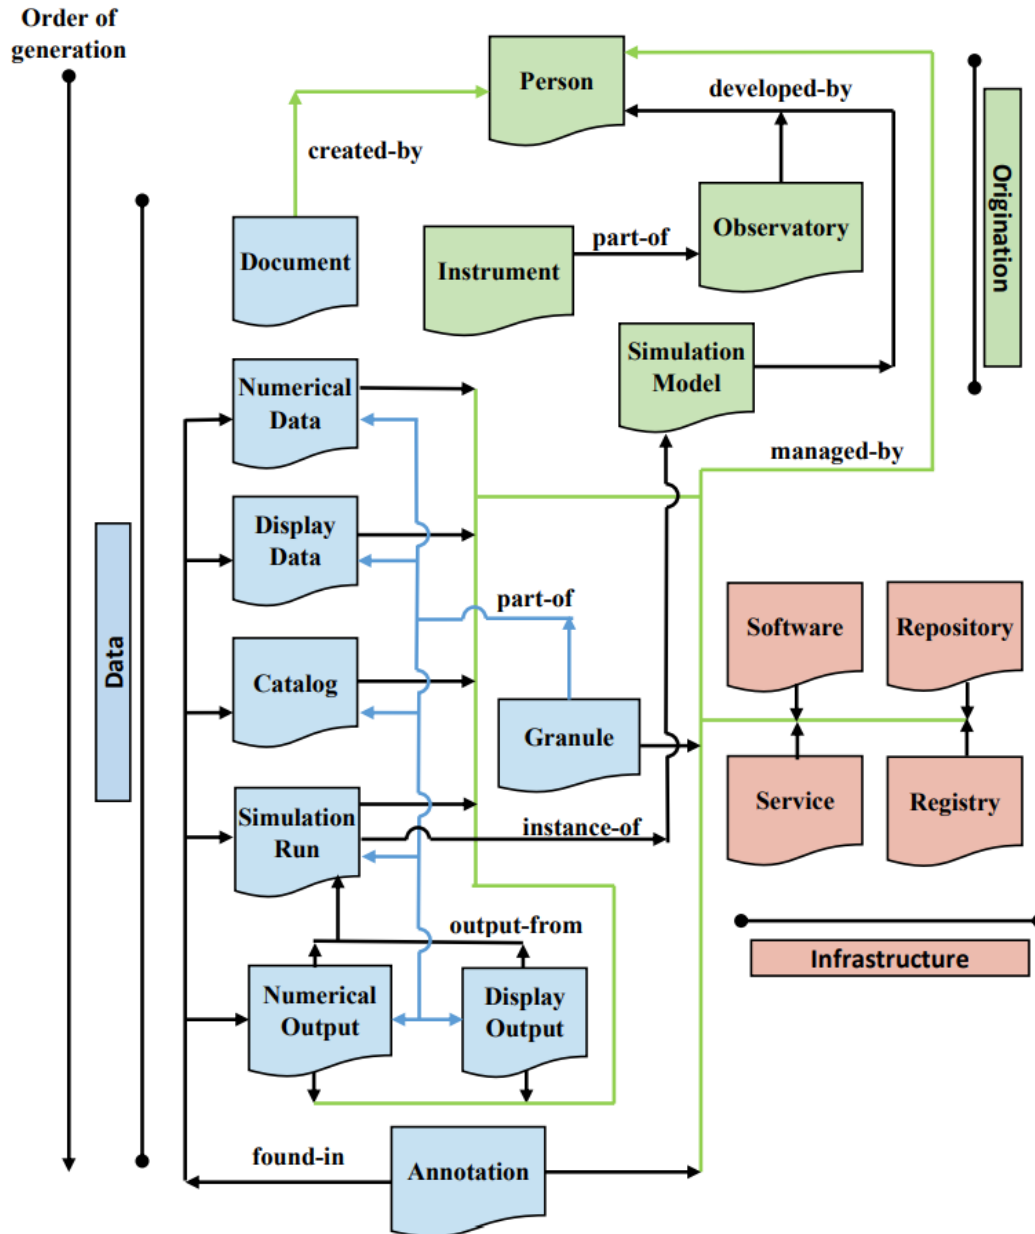 Order of
generation
Person
developed-by
created-by
Origination
Document
Instrument
part-of
Observatory
Simulation
Model
Numerical
Data
managed-by
Display
Data
part-of
Software
Repository
Data
Catalog
Granule
Service
Registry
Simulation
Run
instance-of
output-from
Infrastructure
Numerical
Output
Display
Output
found-in
Annotation